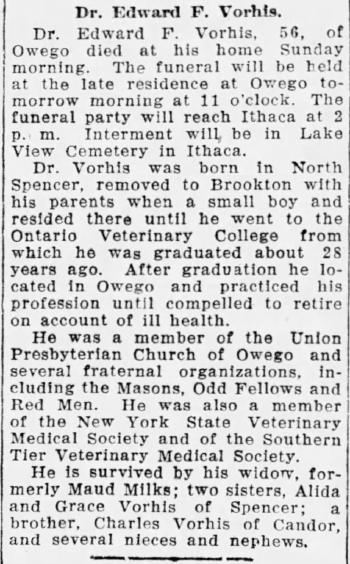 Dr. Edward F. Vorhis.
Dr. Edward F. Vorhis, 56, of
Owego died at his home Sunday
morning. The funeral will be held
at the late residence at Owego to-
morrow morning at 11 o'clock. The
funeral party will reach Ithaca at 2
p. m. Interment will be in Lake
View Cemetery in Ithaca.
Dr. Vorhis was born in North
Spencer, removed to Brookton with
his parents when a small boy and
resided there until he went to the
Ontario Veterinary College from
which he was graduated about 28
years ago. After graduation he lo-
cated in Owego and practiced his
profession until compelled to retire
on account of ill health.
He was a member of the Union
Presbyterian Church of Owego and
several fraternal organizations, in-
cluding the Masons, Odd Fellows and
Red Men. He was also a member
of the New York State Veterinary
Medical Society and of the Southern
Tier Veterinary Medical Society.
He is survived by his widow, for-
merly Maud Milks; two sisters, Alida
and Grace Vorhis of Spencer; a
brother, Charles Vorhis of Candor,
and several nieces and nephews.